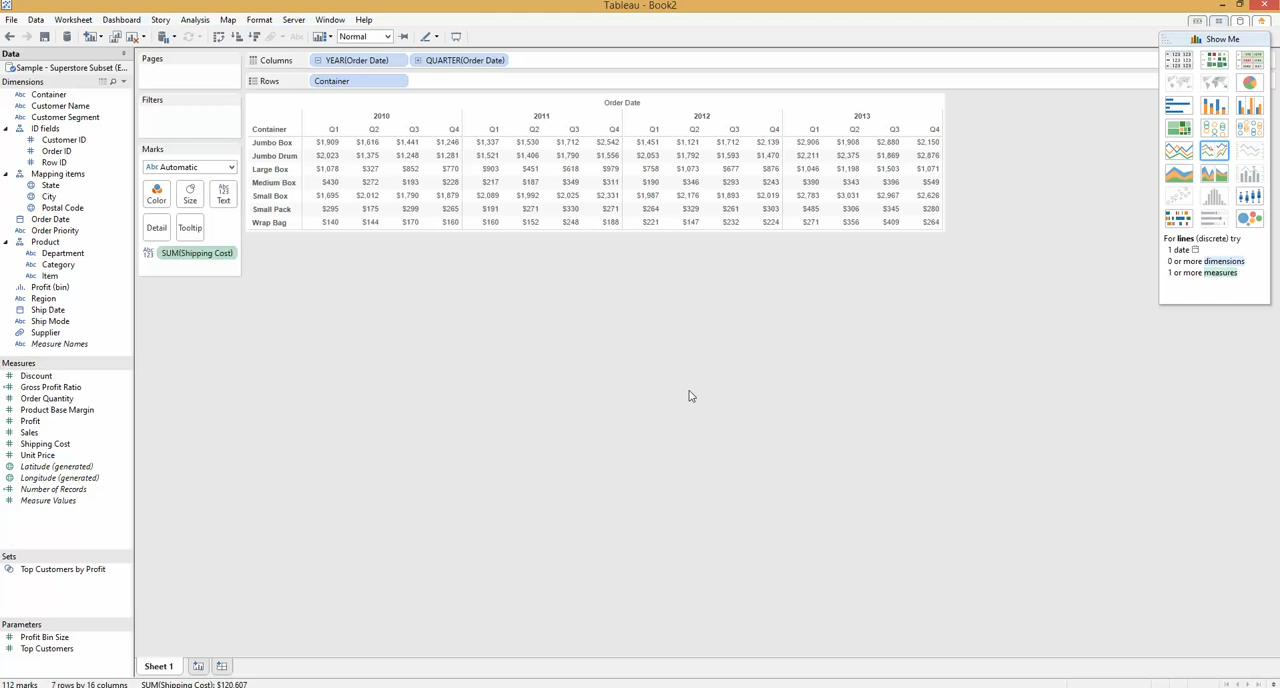 Tableau - Book2
File Data Worksheet Dashboard Story Analysis Map Format Server Window Help
Normal
Show Me
Data
Sample - Superstore Subset (E...
Dimensions
Abc Container
Abc Customer Name
Abc Customer Segment
ID fields
Customer ID
Order ID
Row ID
Mapping items
State
City
Postal Code
Order Date
Abc Order Priority
Product
Abc Department
Abc Category
Abc Item
Profit (bin)
Abc Region
Ship Date
Abc Ship Mode
Supplier
Abc Measure Names
Measures
Discount
Gross Profit Ratio
Order Quantity
Product Base Margin
Profit
Sales
Shipping Cost
Unit Price
Latitude (generated)
Longitude (generated)
Number of Records
Measure Values
Sets
Top Customers by Profit
Parameters
Profit Bin Size
Top Customers
Pages
Filters
Marks
Abc Automatic
Color Size Text
Detail Tooltip
SUM(Shipping Cost)
Columns YEAR(Order Date) QUARTER(Order Date)
Rows Container
Order Date
2010 2011 2012 2013
Container Q1 Q2 Q3 Q4 Q1 Q2 Q3 Q4 Q1 Q2 Q3 Q4 Q1 Q2 Q3 Q4
Jumbo Box $1,909 $1,616 $1,441 $1,246 $1,337 $1,530 $1,712 $2,542 $1,451 $1,121 $1,712 $2,139 $2,906 $1,908 $2,880 $2,150
Jumbo Drum $2,023 $1,375 $1,248 $1,281 $1,621 $1,406 $1,790 $1,556 $2,053 $1,792 $1,593 $1,470 $2,211 $2,375 $1,869 $2,876
Large Box $1,078 $327 $852 $770 $903 $451 $618 $979 $758 $1,073 $677 $876 $1,046 $1,198 $1,503 $1,071
Medium Box $430 $272 $193 $228 $217 $187 $349 $311 $190 $346 $293 $243 $390 $343 $396 $549
Small Box $1,695 $2,012 $1,790 $1,879 $2,089 $1,992 $2,025 $2,331 $1,987 $2,176 $1,893 $2,019 $2,783 $3,031 $2,967 $2,626
Small Pack $295 $175 $299 $265 $191 $271 $330 $271 $264 $329 $261 $303 $485 $306 $345 $280
Wrap Bag $140 $144 $170 $160 $160 $152 $248 $188 $221 $147 $232 $224 $271 $356 $409 $264
For lines (discrete) try
1 date
0 or more dimensions
1 or more measures
Sheet 1
112 marks 7 rows by 16 columns SUM(Shipping Cost): $120,607